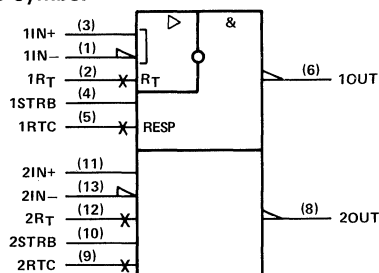 ymbol
▷ &
1IN+ (3)
1IN− (1)
1RT (2) RT
(6) 1OUT
1STRB (4)
1RTC (5) RESP
2IN+ (11)
2IN− (13)
2RT (12)
(8) 2OUT
2STRB (10)
2RTC (9)